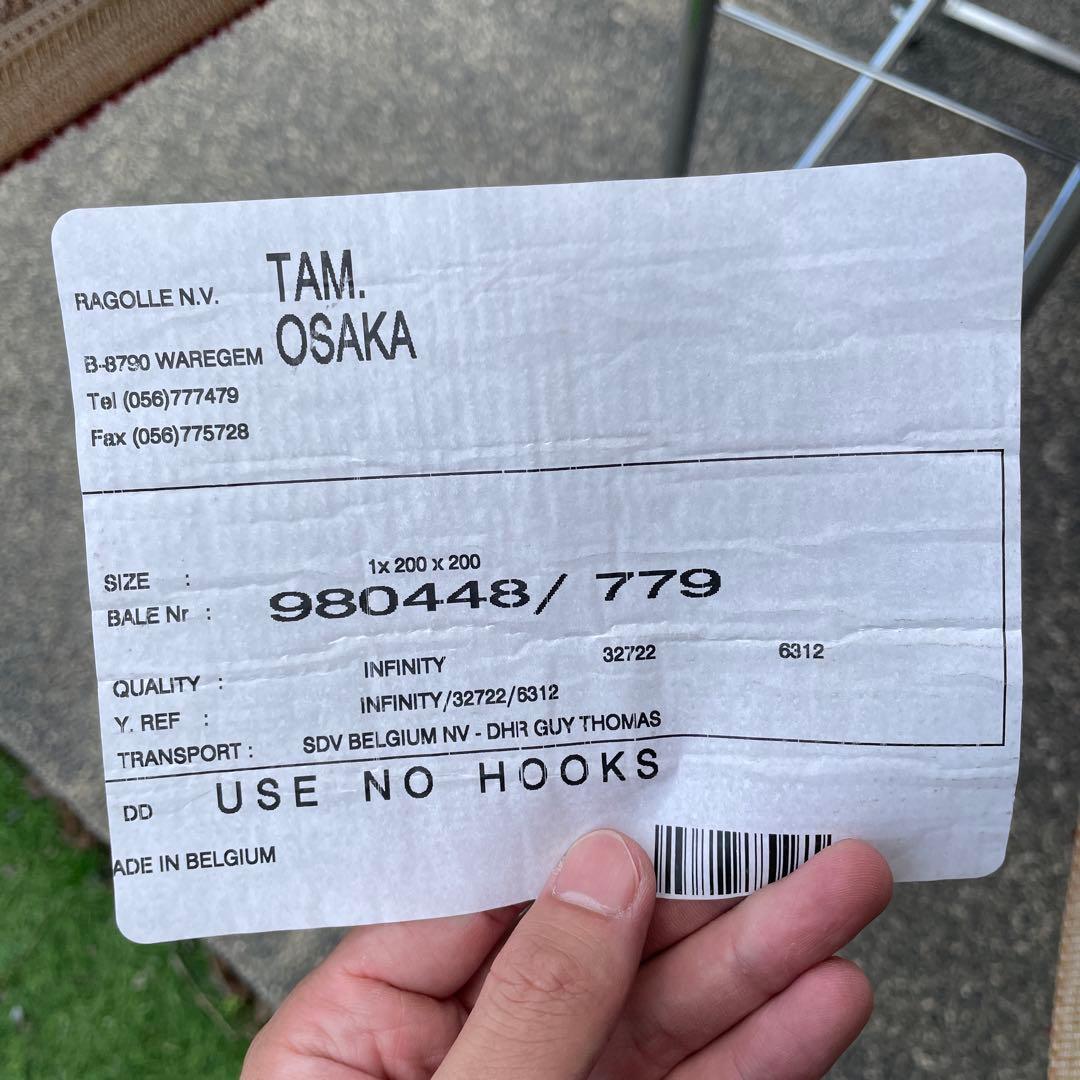 RAGOLLE N.V. TAM.
B-8790 WAREGEM OSAKA
Tel (056)777479
Fax (056)775728
SIZE : 1x 200 x 200
BALE Nr : 980448/ 779
QUALITY : INFINITY 32722 6312
Y. REF : INFINITY/32722/6312
TRANSPORT : SDV BELGIUM NV - DHR GUY THOMAS
DD USE NO HOOKS
ADE IN BELGIUM